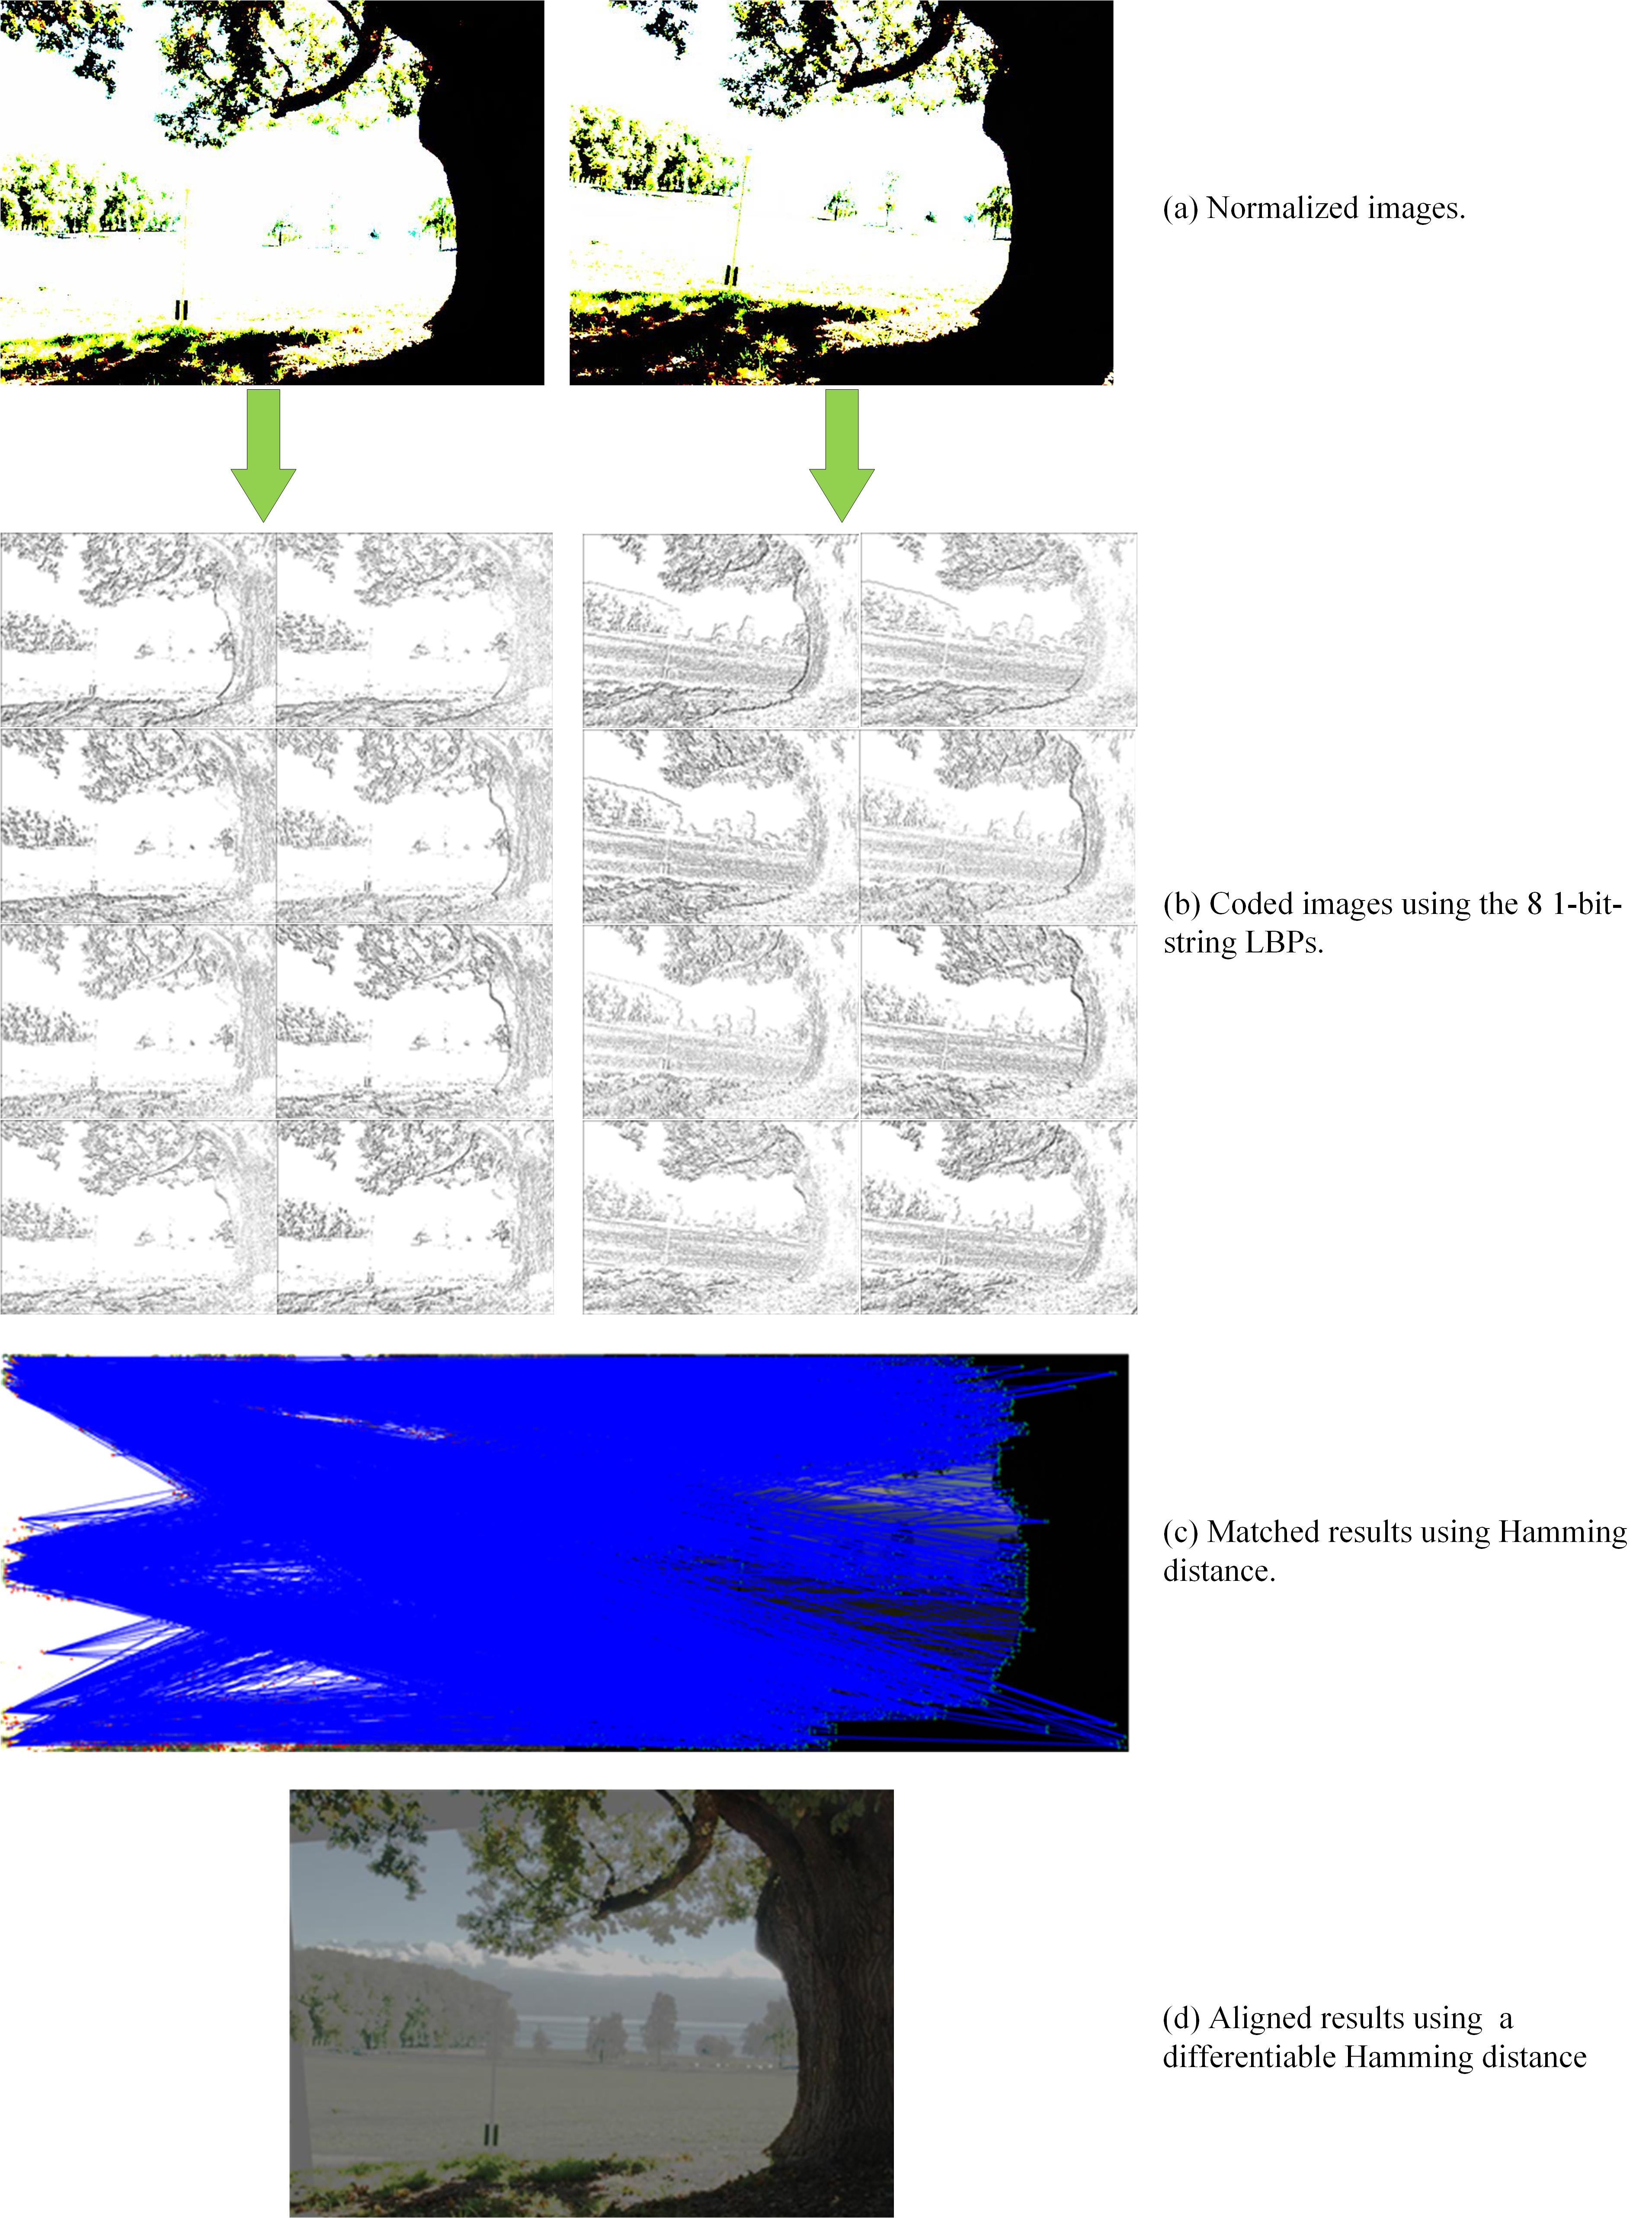 (a) Normalized images.
(b) Coded images using the 8 1-bit-
string LBPs.
(c) Matched results using Hamming
distance.
(d) Aligned results using  a
differentiable Hamming distance